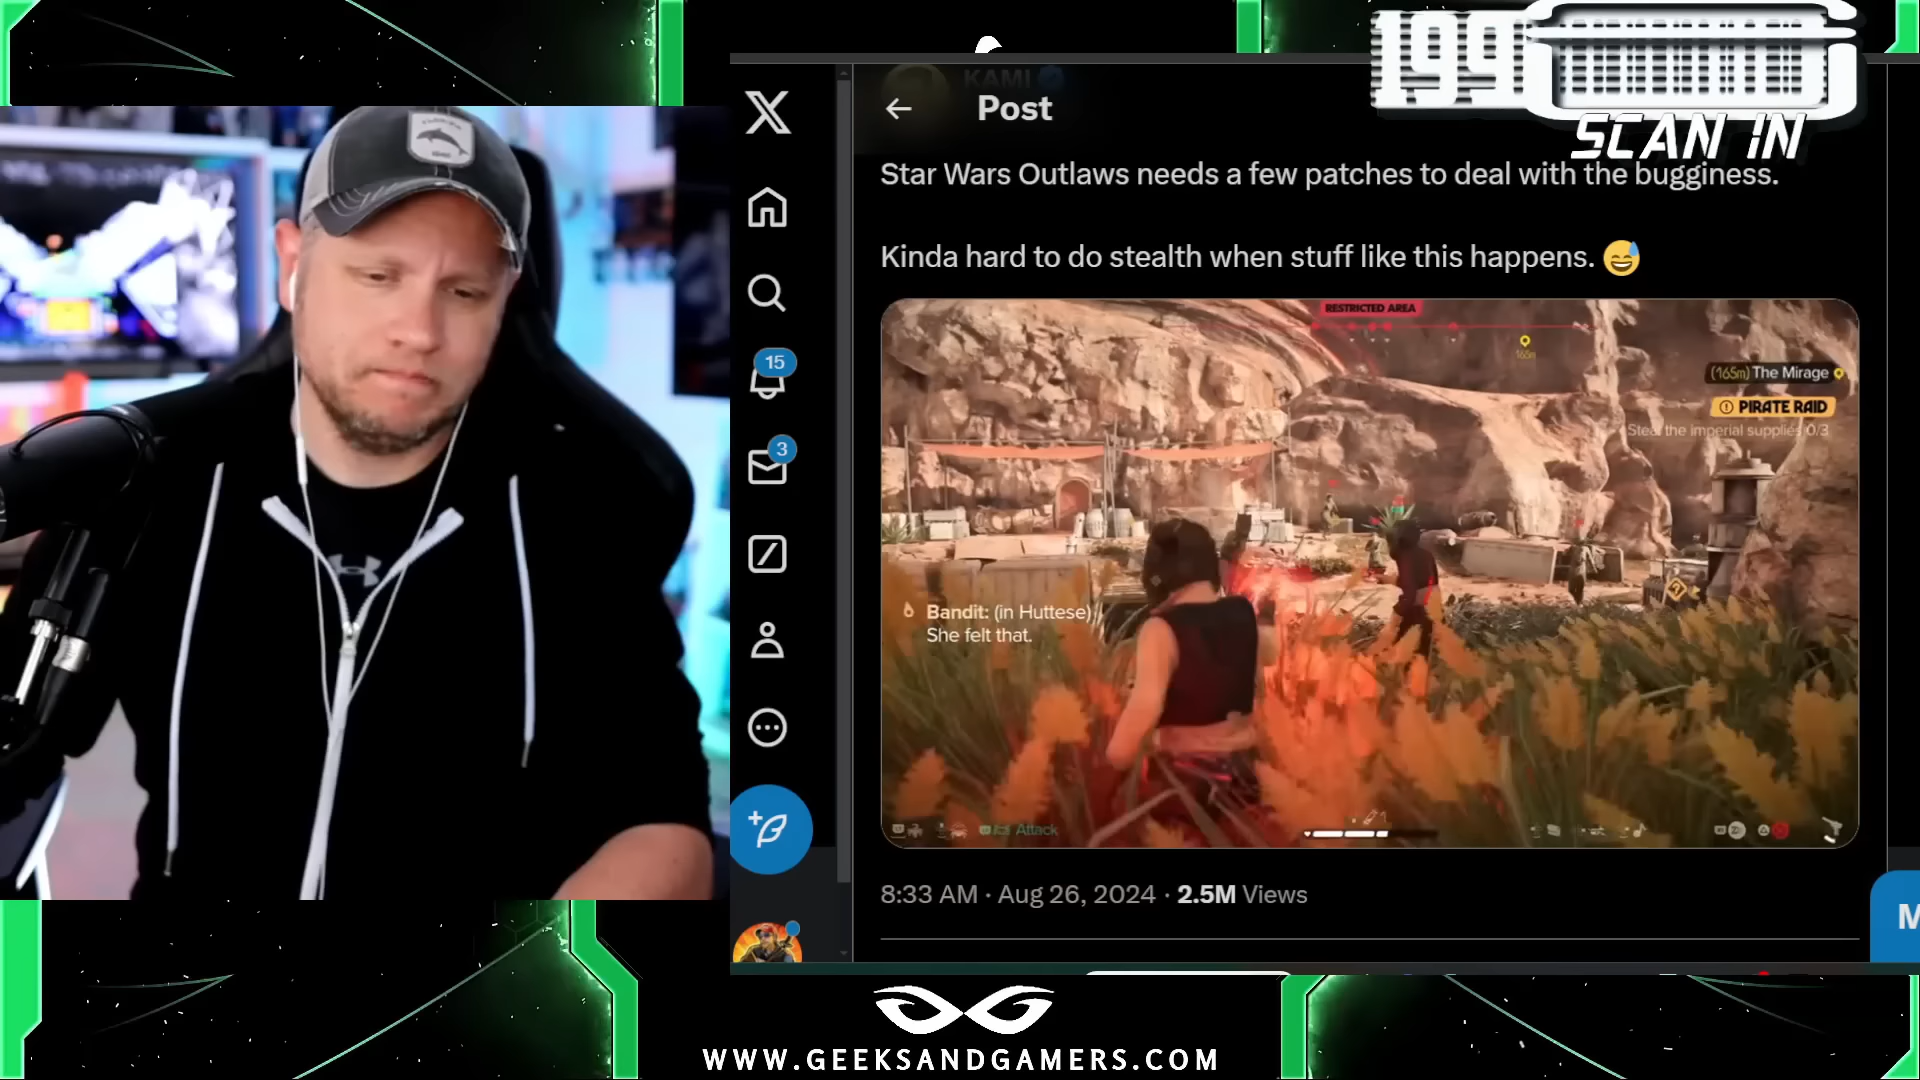 199
SCAN IN
KAMI
Post
Star Wars Outlaws needs a few patches to deal with the bugginess.
Kinda hard to do stealth when stuff like this happens. 😅
15
3
RESTRICTED AREA
165m
(165m) The Mirage
PIRATE RAID
Steal the imperial supplies 0/3
Bandit: (in Huttese)
She felt that.
Attack
8:33 AM · Aug 26, 2024 · 2.5M Views
M
WWW.GEEKSANDGAMERS.COM